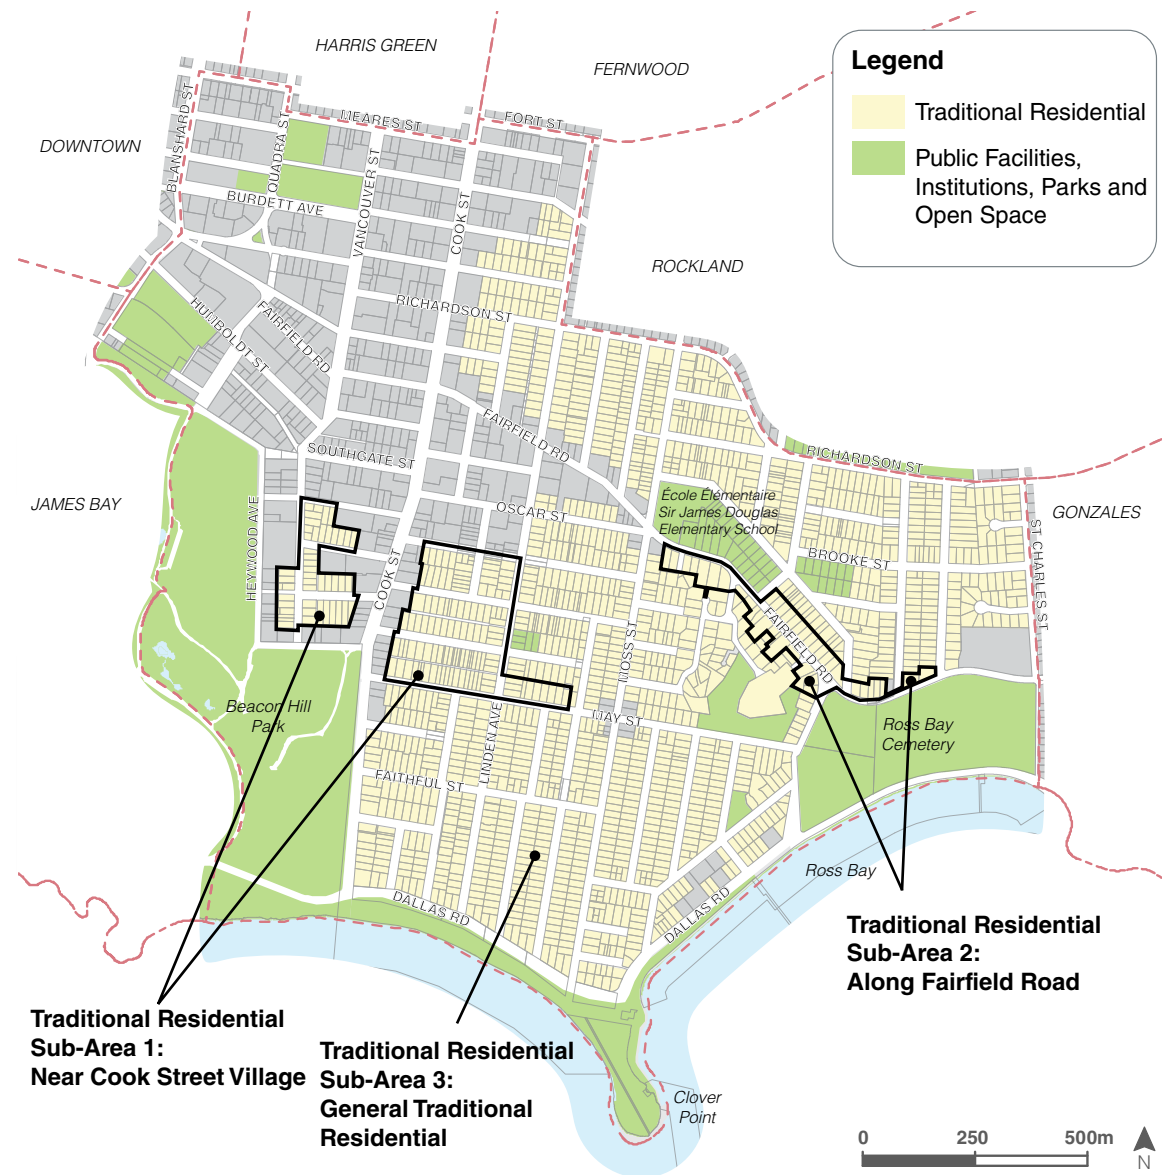 HARRIS GREEN
FERNWOOD
DOWNTOWN
ROCKLAND
JAMES BAY
GONZALES
Legend
Traditional Residential
Public Facilities,
Institutions, Parks and
Open Space
BLANSHARD ST
QUADRA ST
MEARES ST
FORT ST
VANCOUVER ST
COOK ST
BURDETT AVE
RICHARDSON ST
HUMBOLDT ST
FAIRFIELD RD
FAIRFIELD RD
SOUTHGATE ST
OSCAR ST
RICHARDSON ST
École Élémentaire
Sir James Douglas
Elementary School
BROOKE ST
ST CHARLES ST
HEYWOOD AVE
COOK ST
MOSS ST
FAIRFIELD RD
Beacon Hill
Park
LINDEN AVE
MAY ST
Ross Bay
Cemetery
FAITHFUL ST
DALLAS RD
DALLAS RD
Ross Bay
Traditional Residential
Sub-Area 2:
Along Fairfield Road
Traditional Residential
Sub-Area 1:
Near Cook Street Village
Traditional Residential
Sub-Area 3:
General Traditional
Residential
Clover
Point
0 250 500m
N